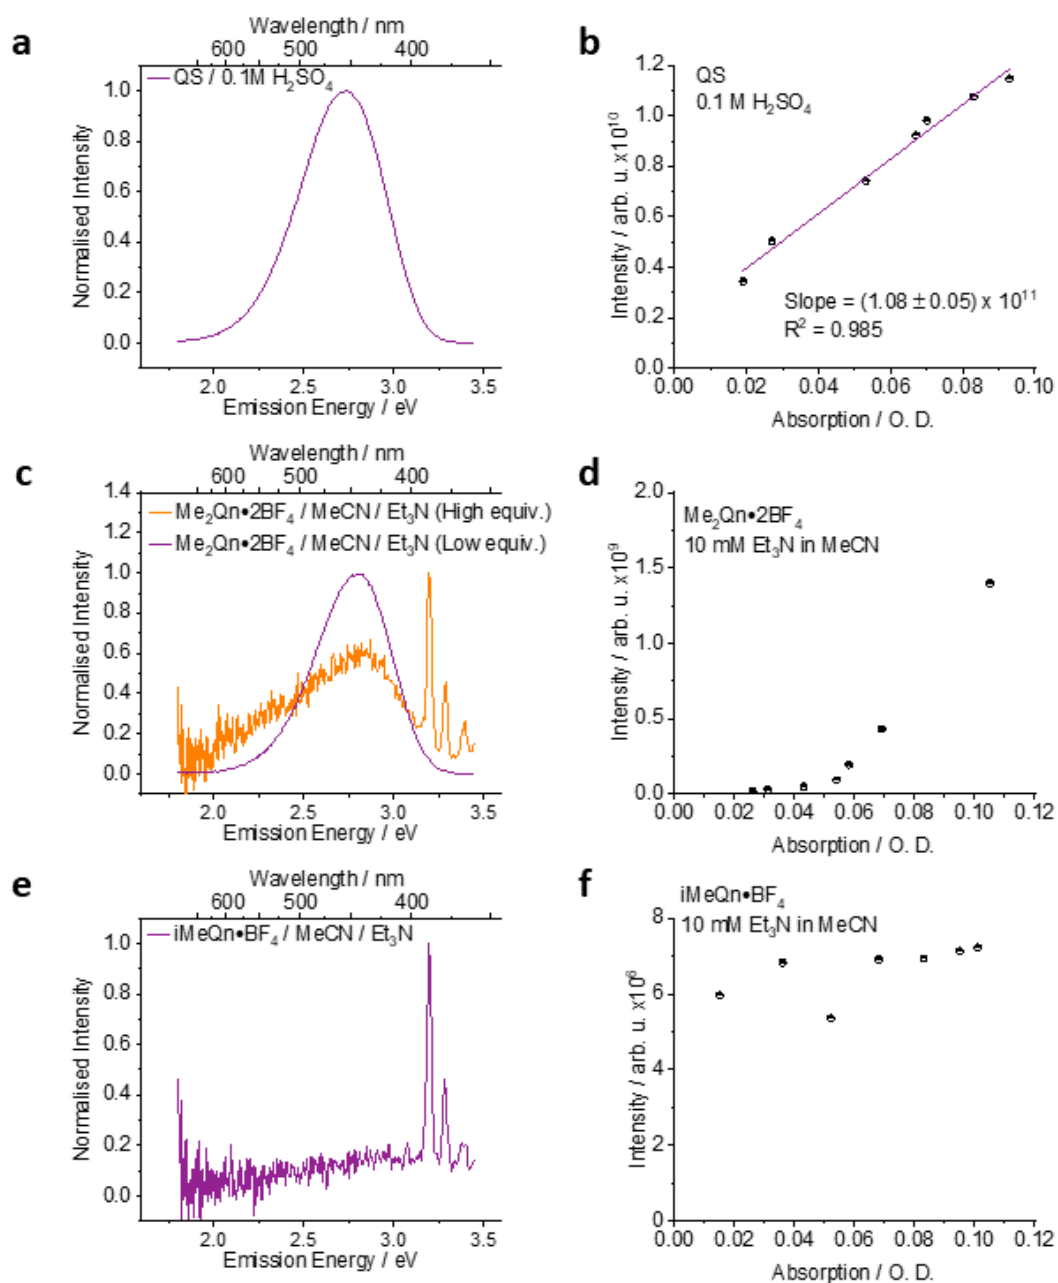 a
Wavelength / nm
600 500 400
QS / 0.1M H₂SO₄
Normalised Intensity
1.0
0.8
0.6
0.4
0.2
0.0
2.0 2.5 3.0 3.5
Emission Energy / eV
b
QS
0.1 M H₂SO₄
Intensity / arb. u. x10¹⁰
1.2
1.0
0.8
0.6
0.4
0.2
0.0
Slope = (1.08 ± 0.05) x 10¹¹
R² = 0.985
0.00 0.02 0.04 0.06 0.08 0.10
Absorption / O. D.
c
Wavelength / nm
600 500 400
Me₂Qn•2BF₄ / MeCN / Et₃N (High equiv.)
Me₂Qn•2BF₄ / MeCN / Et₃N (Low equiv.)
Normalised Intensity
1.4
1.2
1.0
0.8
0.6
0.4
0.2
0.0
2.0 2.5 3.0 3.5
Emission Energy / eV
d
Me₂Qn•2BF₄
10 mM Et₃N in MeCN
Intensity / arb. u. x10⁹
2.0
1.5
1.0
0.5
0.0
0.00 0.02 0.04 0.06 0.08 0.10 0.12
Absorption / O. D.
e
Wavelength / nm
600 500 400
iMeQn•BF₄ / MeCN / Et₃N
Normalised Intensity
1.0
0.8
0.6
0.4
0.2
0.0
2.0 2.5 3.0 3.5
Emission Energy / eV
f
iMeQn•BF₄
10 mM Et₃N in MeCN
Intensity / arb. u. x10⁶
8
6
4
2
0
0.00 0.02 0.04 0.06 0.08 0.10 0.12
Absorption / O. D.